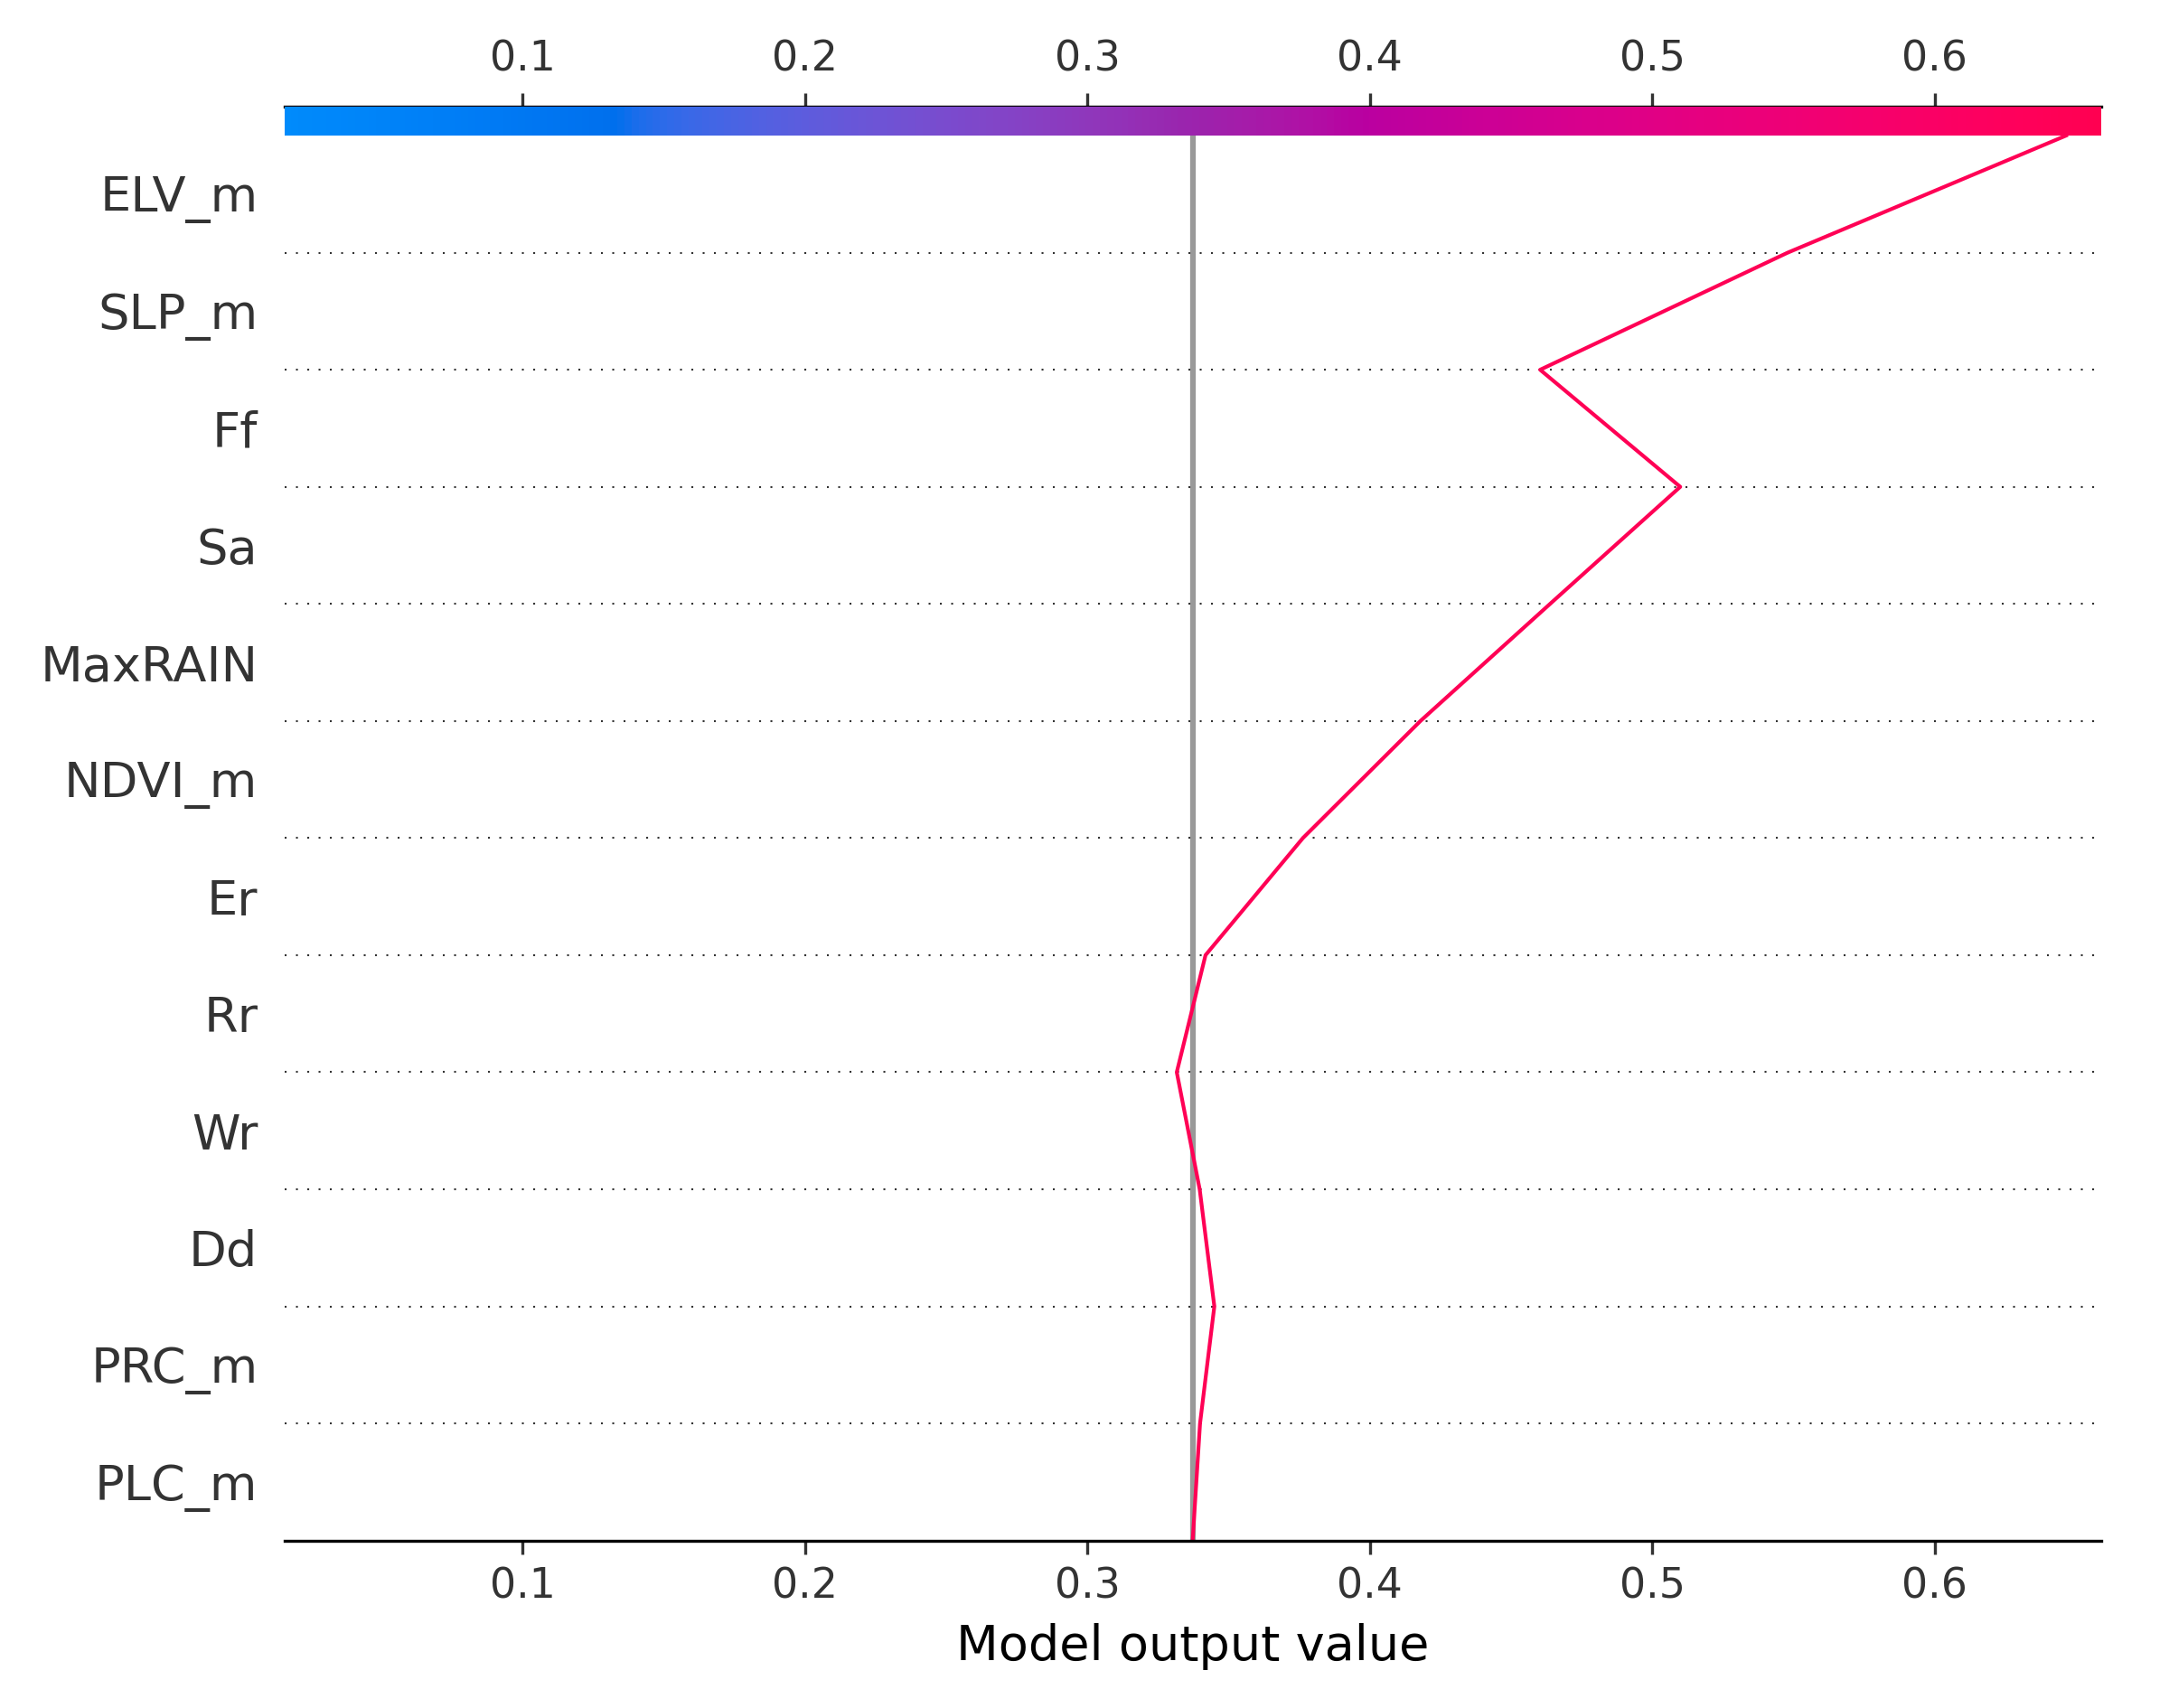 0.1 0.2 0.3 0.4 0.5 0.6
ELV_m
SLP_m
Ff
Sa
MaxRAIN
NDVI_m
Er
Rr
Wr
Dd
PRC_m
PLC_m
0.1 0.2 0.3 0.4 0.5 0.6
Model output value